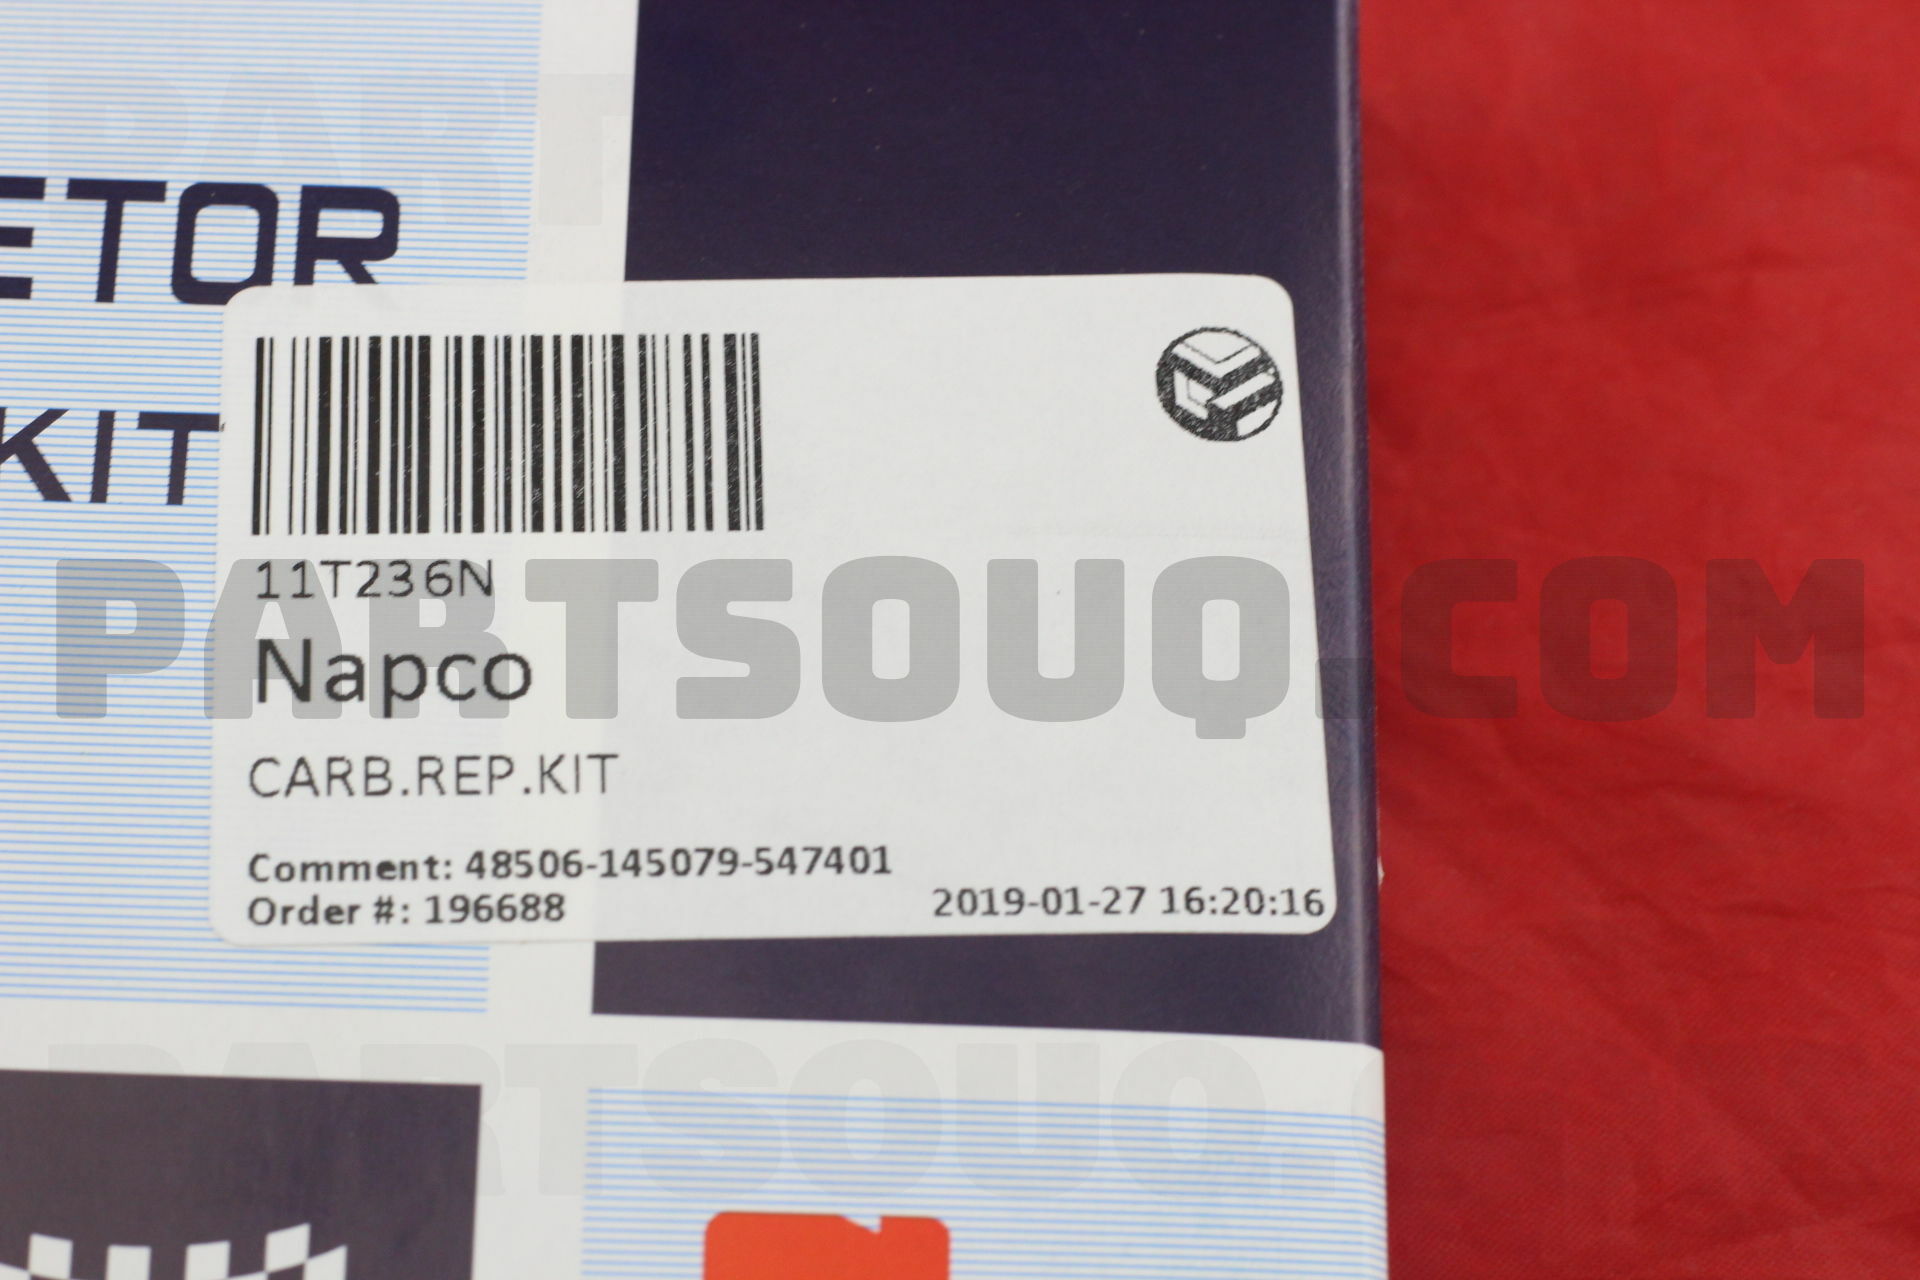 ETOR
KIT
11T236N
PARTSOUQ.COM
Napco
CARB.REP.KIT
Comment: 48506-145079-547401
Order #: 196688
2019-01-27 16:20:16
PARTSOUQ.C